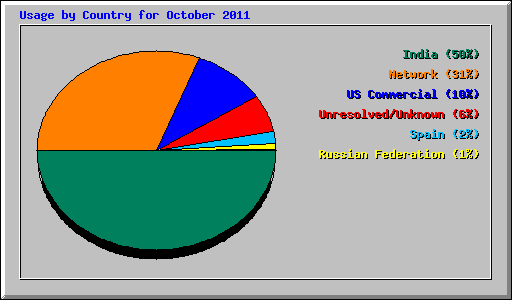 Usage by Country for October 2011
India (50%)
Network (31%)
US Commercial (10%)
Unresolved/Unknown (6%)
Spain (2%)
Russian Federation (1%)